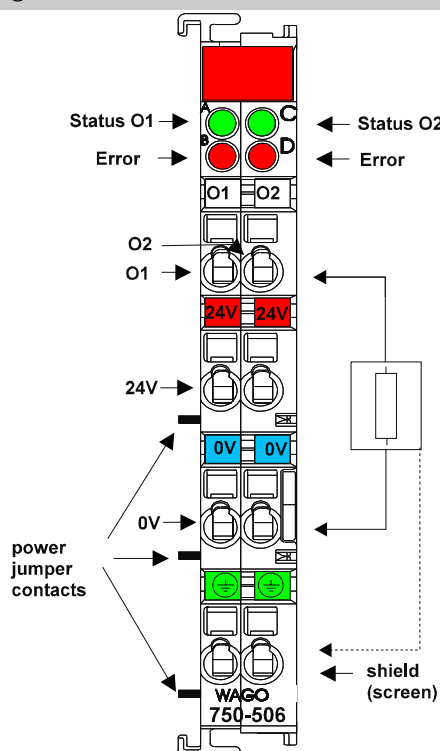 A C
Status O1
Status O2
B D
Error
Error
O1 O2
O2
O1
24V 24V
24V
0V 0V
0V
power
jumper
contacts
shield
(screen)
WAGO
750-506